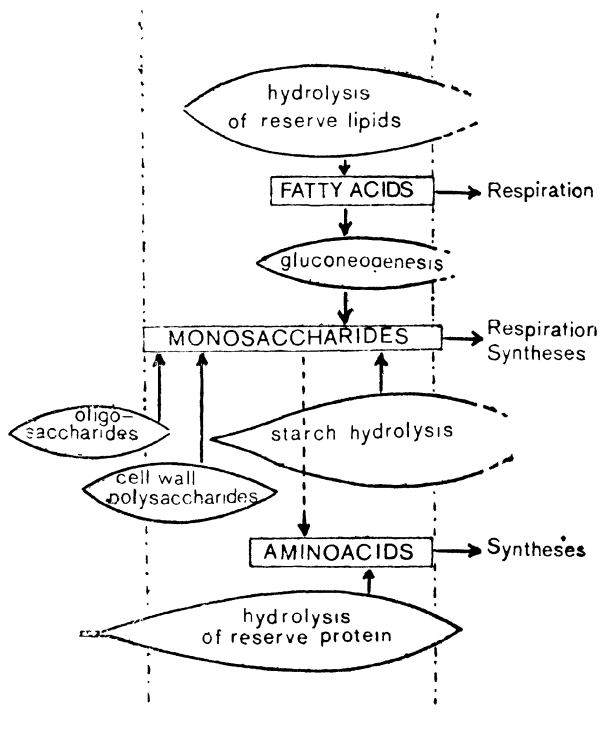 hydrolysis
of reserve lipids
FATTY ACIDS
Respiration
gluconeogenesis
MONOSACCHARIDES
Respiration
Syntheses
oligo-
saccharides
starch hydrolysis
cell wall
polysaccharides
AMINOACIDS
Syntheses
hydrolysis
of reserve protein